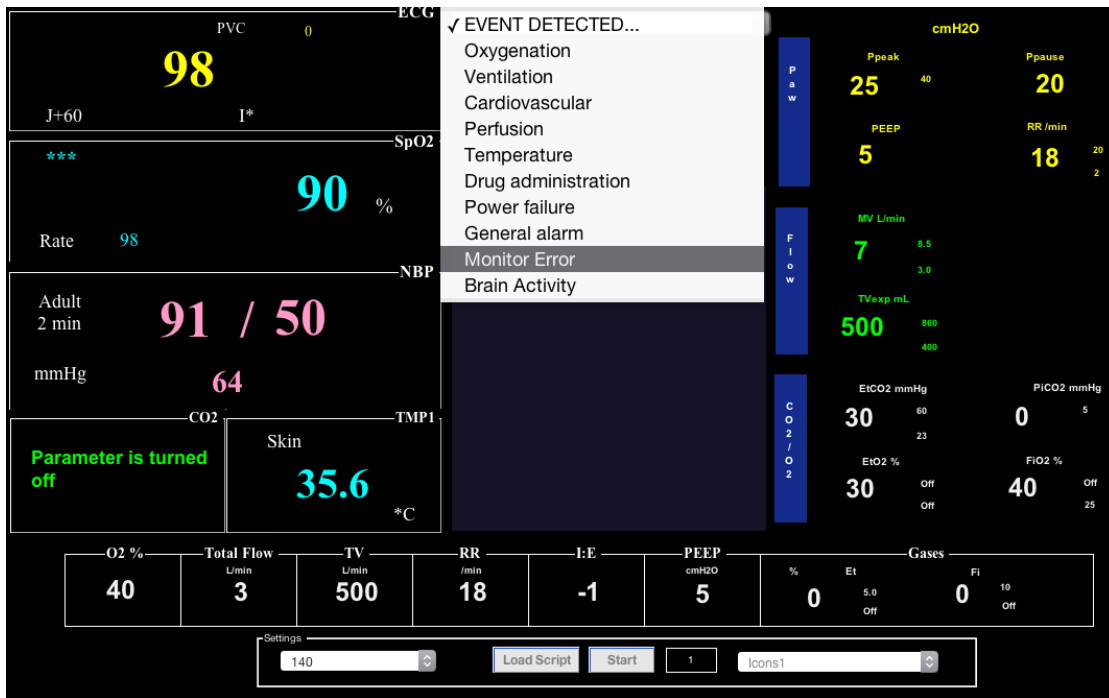 ECG
PVC 0
98
J+60 I*
SpO2
***
90 %
Rate 98
NBP
Adult
2 min
91 / 50
mmHg
64
CO2
Parameter is turned
off
TMP1
Skin
35.6
*C
✓ EVENT DETECTED...
Oxygenation
Ventilation
Cardiovascular
Perfusion
Temperature
Drug administration
Power failure
General alarm
Monitor Error
Brain Activity
Paw
cmH2O
Ppeak Ppause
25 40 20
PEEP RR /min
5 18 20
2
Flow
MV L/min
7 8.5
3.0
TVexp mL
500 860
400
CO2/O2
EtCO2 mmHg PiCO2 mmHg
30 60 0 5
23
EtO2 % FiO2 %
30 Off 40 Off
Off 25
O2 % Total Flow TV RR I:E PEEP Gases
L/min L/min /min cmH2O % Et Fi
40 3 500 18 -1 5 0 5.0 0 10
Off Off
Settings
140 Load Script Start 1 Icons1